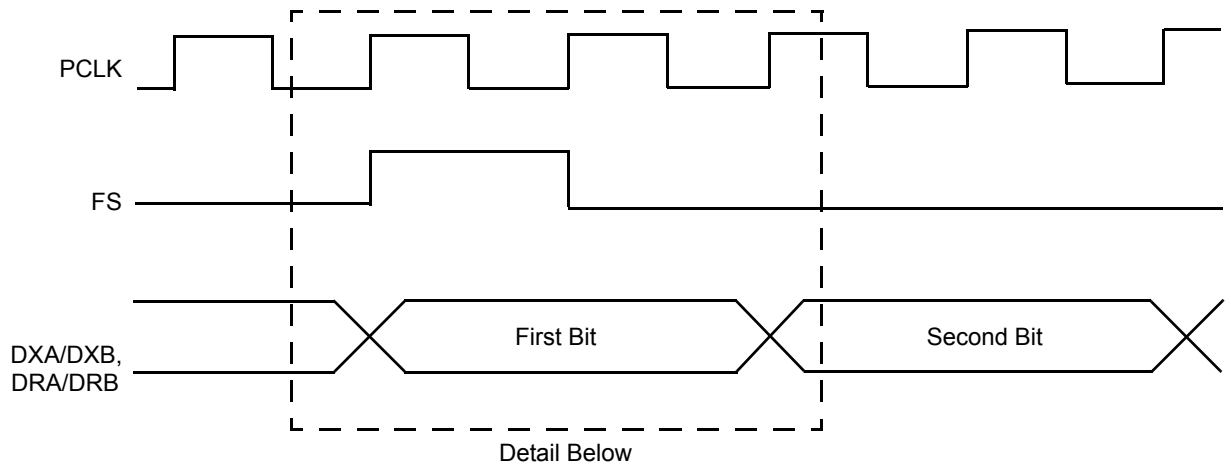 PCLK
FS
DXA/DXB,
DRA/DRB
First Bit
Second Bit
Detail Below